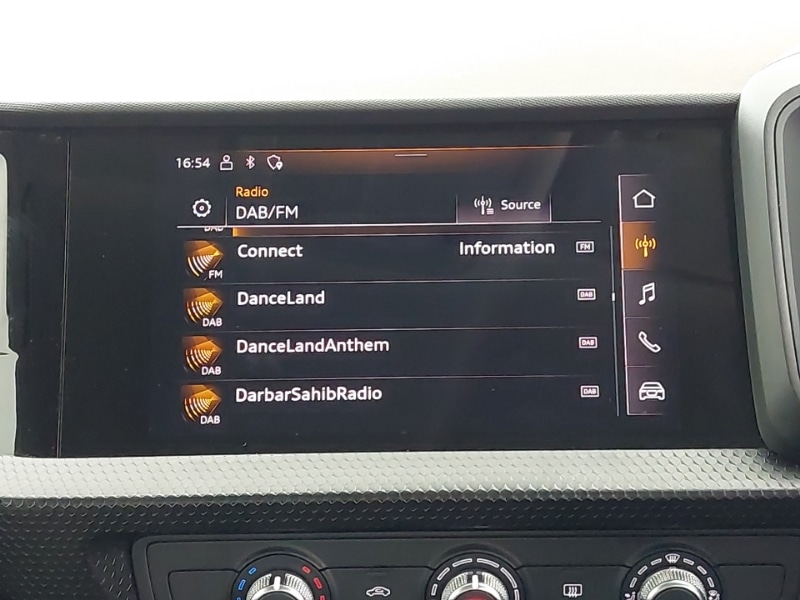 16:54
Radio
DAB/FM
Source
DAB
Connect Information FM
FM
DanceLand DAB
DAB
DanceLandAnthem DAB
DAB
DarbarSahibRadio DAB
DAB